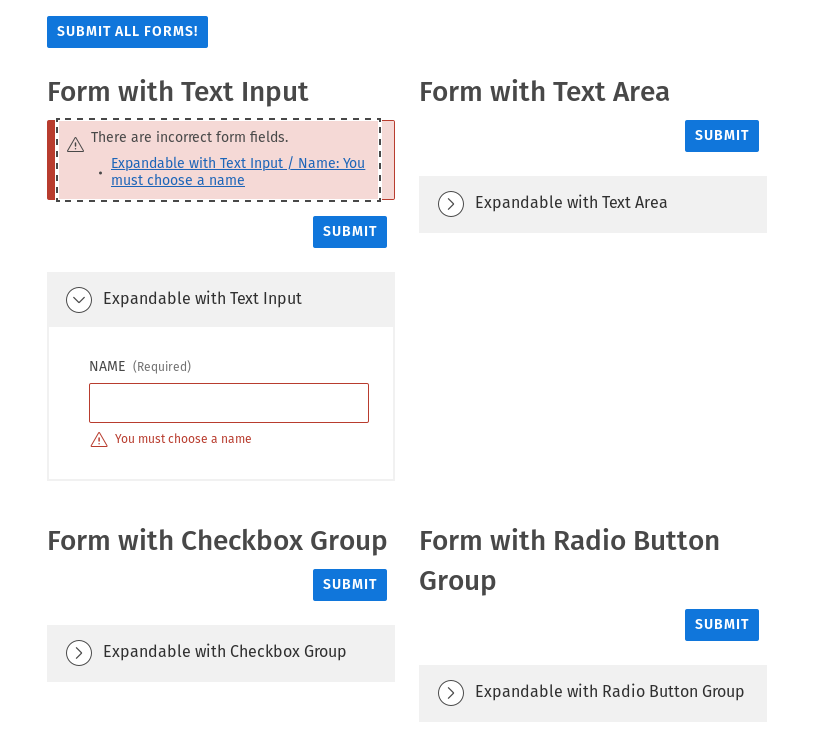 SUBMIT ALL FORMS!
Form with Text Input
There are incorrect form fields.
• Expandable with Text Input / Name: You
must choose a name
SUBMIT
Expandable with Text Input
NAME (Required)
You must choose a name
Form with Text Area
SUBMIT
Expandable with Text Area
Form with Checkbox Group
SUBMIT
Expandable with Checkbox Group
Form with Radio Button
Group
SUBMIT
Expandable with Radio Button Group